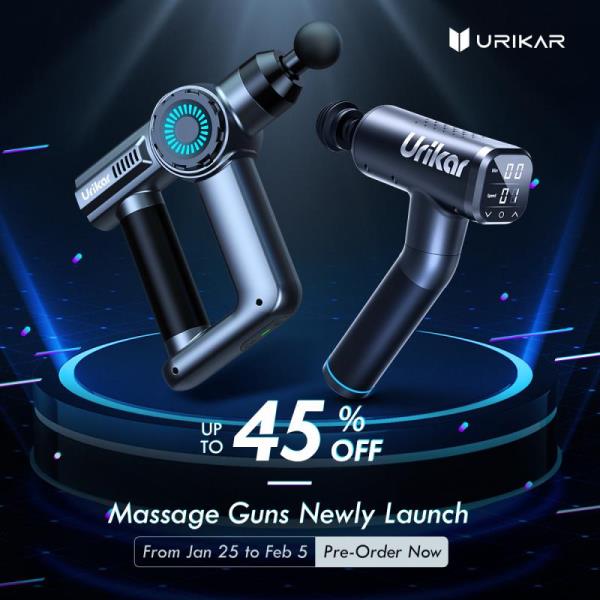 URIKAR
Urikar
Urikar
00
Speed
01
UP TO 45% OFF
Massage Guns Newly Launch
From Jan 25 to Feb 5 Pre-Order Now